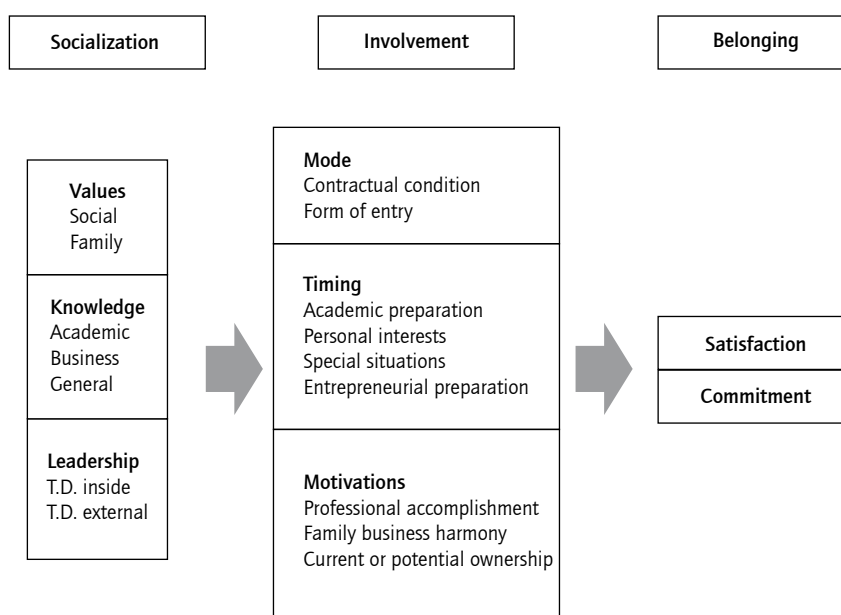 Socialization
Involvement
Belonging
Values
Social
Family
Knowledge
Academic
Business
General
Leadership
T.D. inside
T.D. external
Mode
Contractual condition
Form of entry
Timing
Academic preparation
Personal interests
Special situations
Entrepreneurial preparation
Motivations
Professional accomplishment
Family business harmony
Current or potential ownership
Satisfaction
Commitment